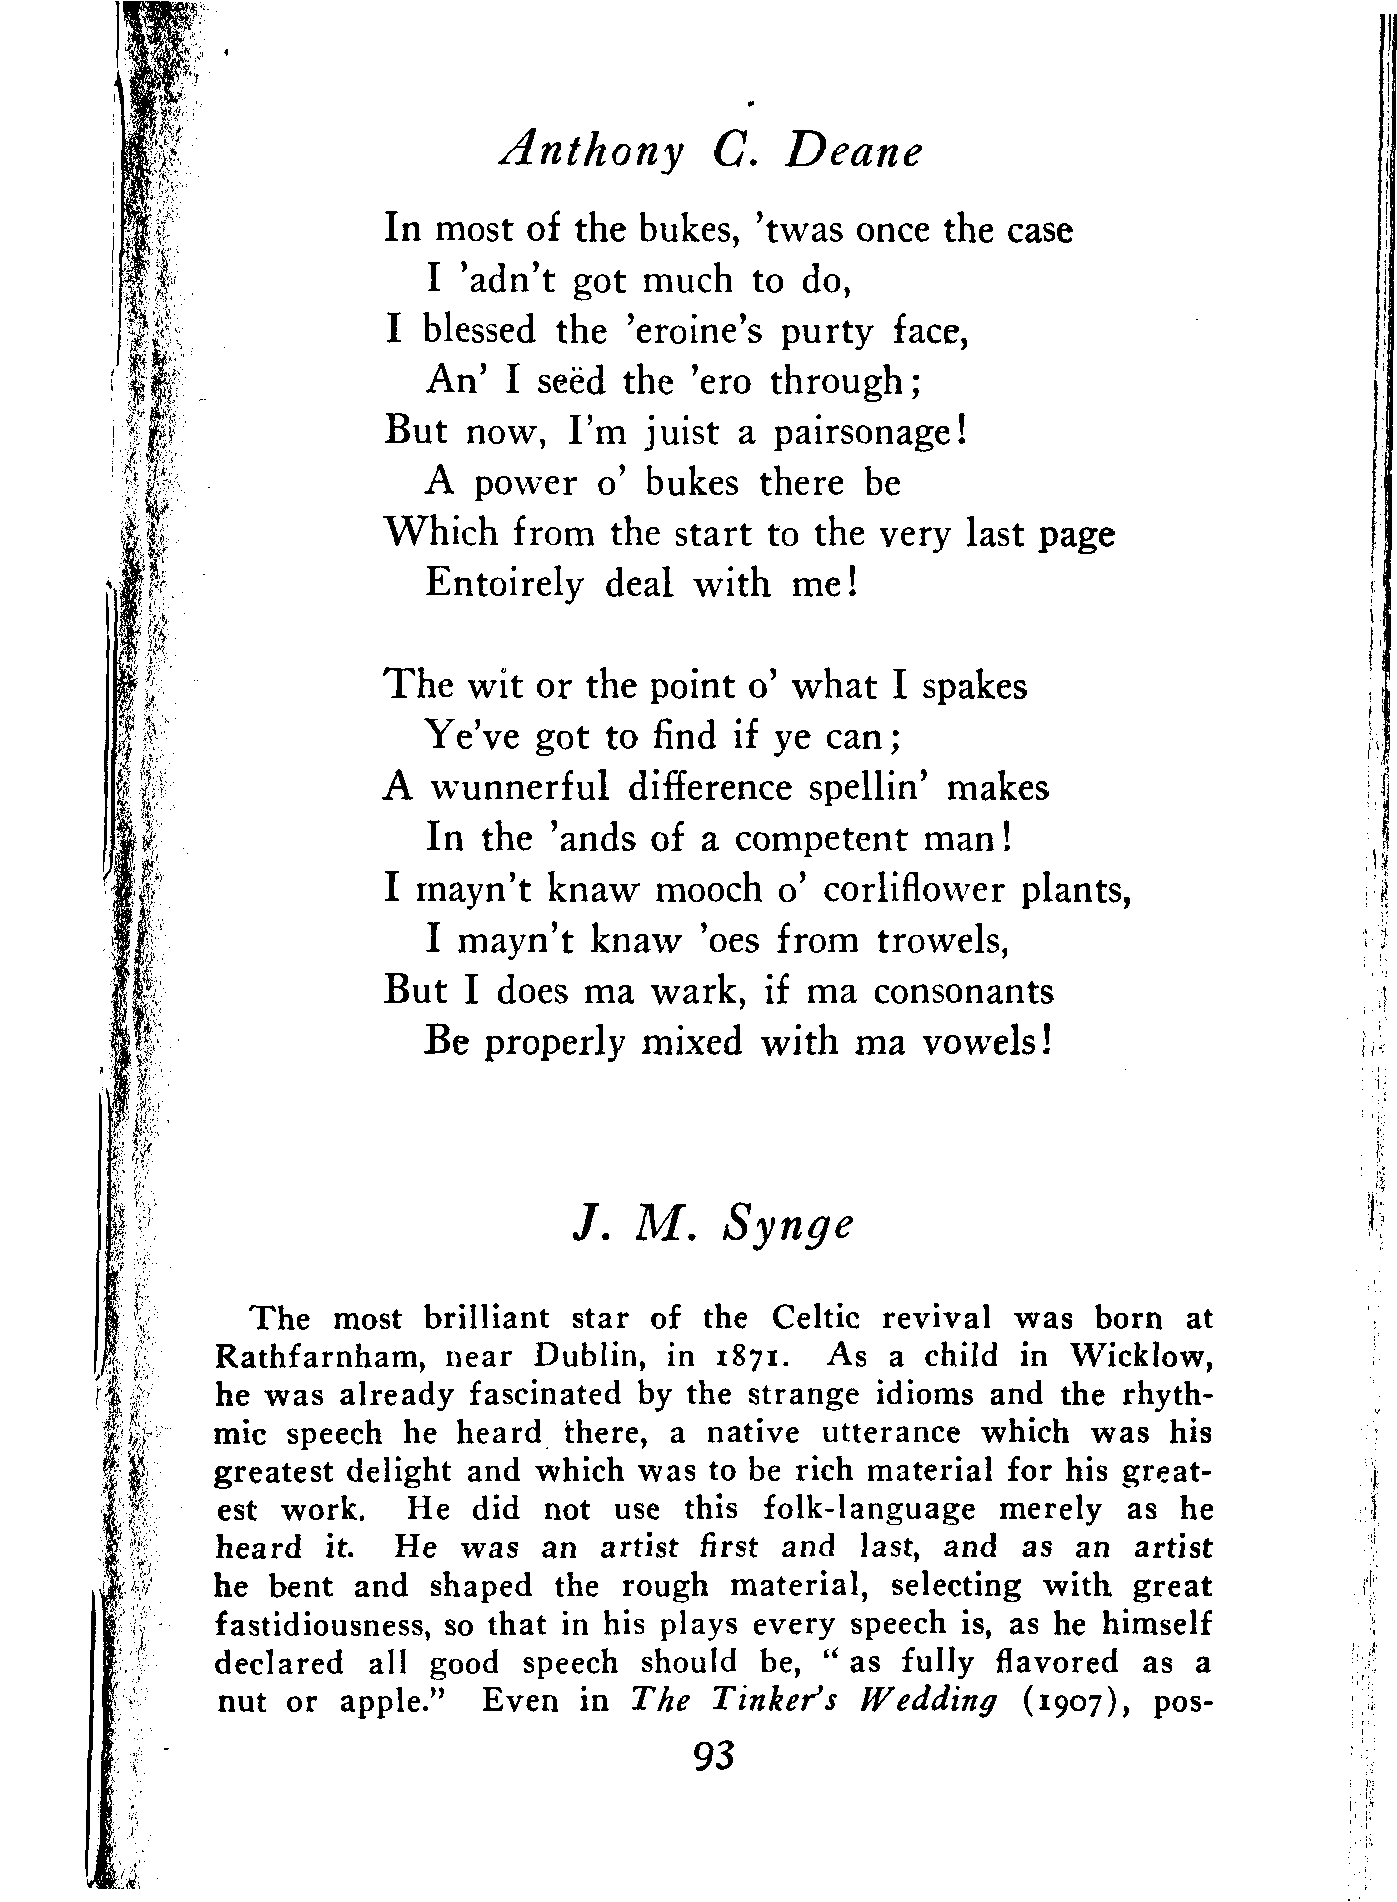 Anthony C. Deane
In most of the bukes, ’twas once the case
I ’adn’t got much to do,
I blessed the ’eroine’s purty face,
An’ I seëd the ’ero through;
But now, I’m juist a pairsonage!
A power o’ bukes there be
Which from the start to the very last page
Entoirely deal with me!
The wit or the point o’ what I spakes
Ye’ve got to find if ye can;
A wunnerful difference spellin’ makes
In the ’ands of a competent man!
I mayn’t knaw mooch o’ corliflower plants,
I mayn’t knaw ’oes from trowels,
But I does ma wark, if ma consonants
Be properly mixed with ma vowels!
J. M. Synge
The most brilliant star of the Celtic revival was born at
Rathfarnham, near Dublin, in 1871. As a child in Wicklow,
he was already fascinated by the strange idioms and the rhyth-
mic speech he heard there, a native utterance which was his
greatest delight and which was to be rich material for his great-
est work. He did not use this folk-language merely as he
heard it. He was an artist first and last, and as an artist
he bent and shaped the rough material, selecting with great
fastidiousness, so that in his plays every speech is, as he himself
declared all good speech should be, “ as fully flavored as a
nut or apple.” Even in The Tinker’s Wedding (1907), pos-
93